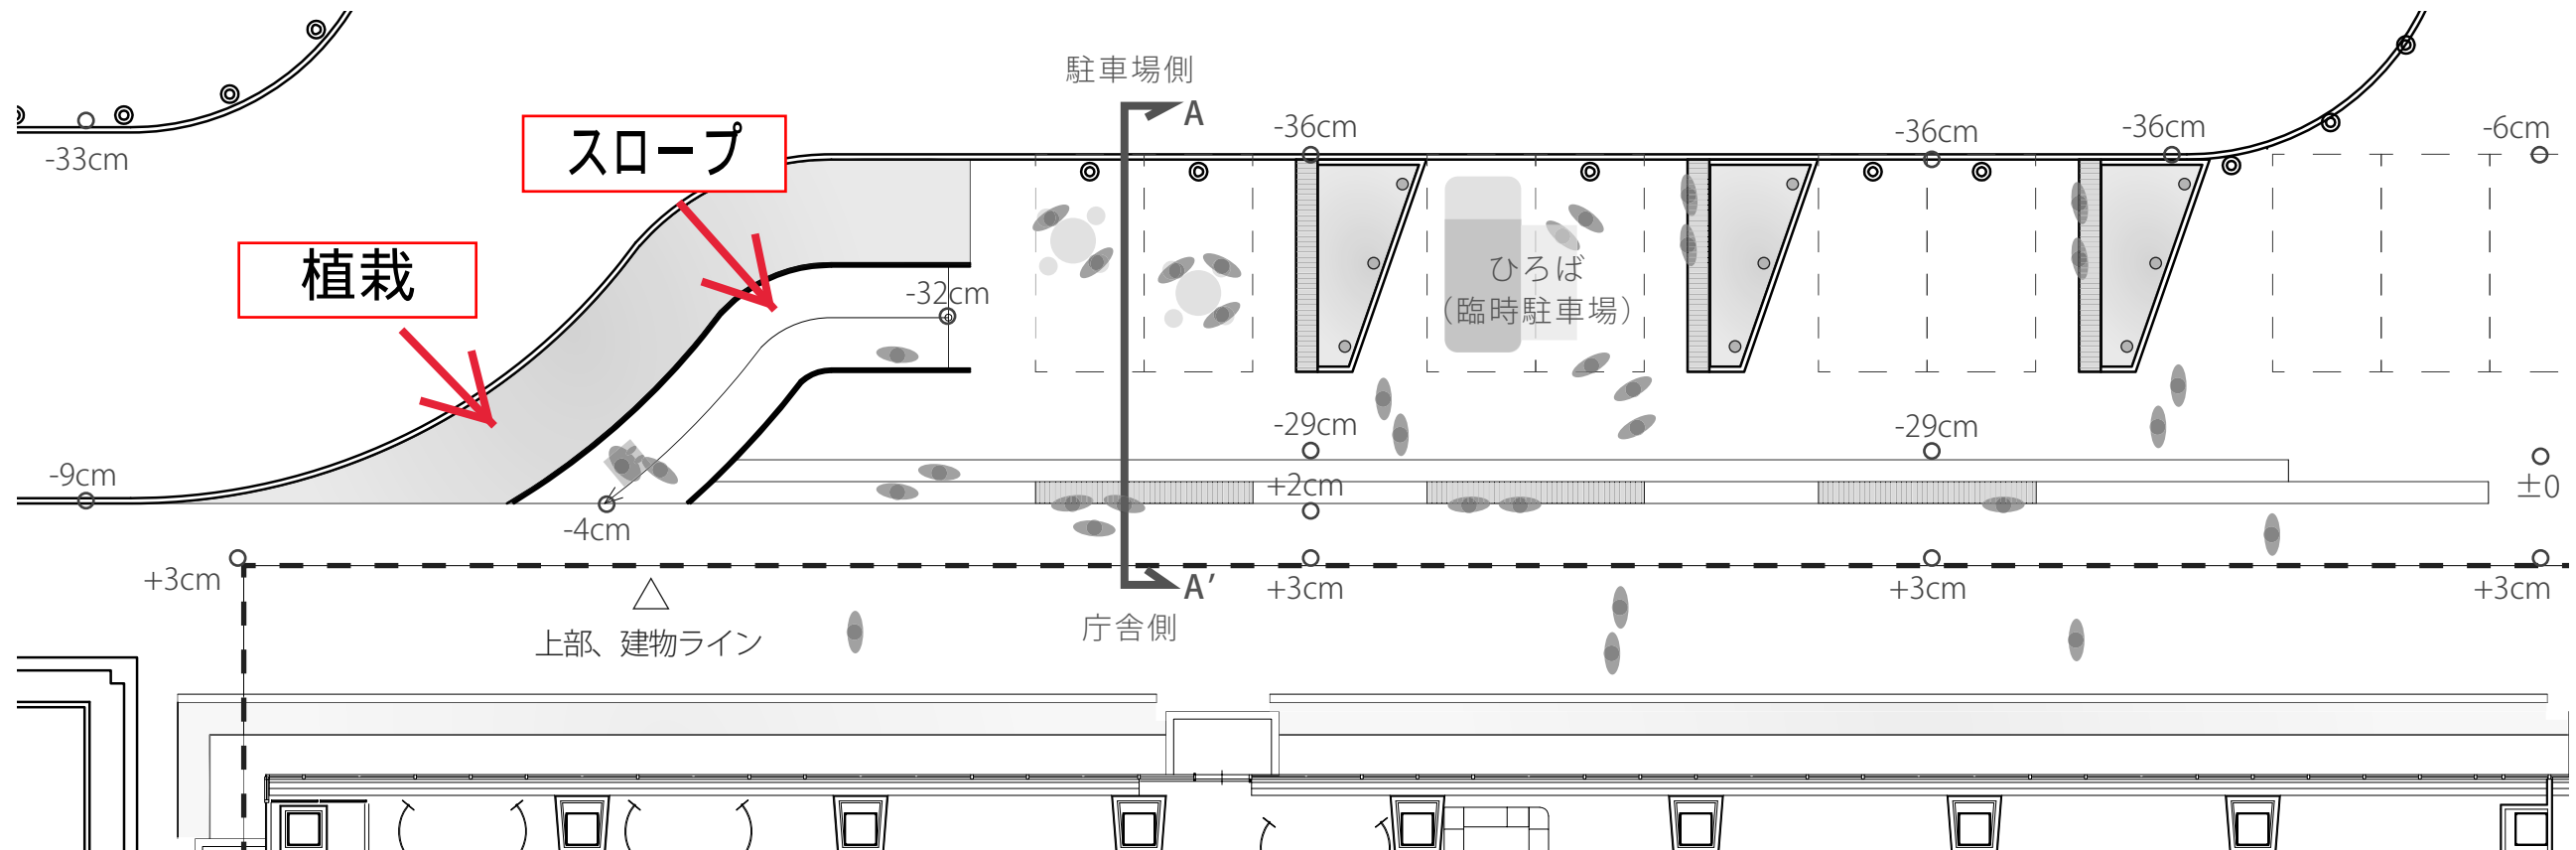 駐車場側
A
スロープ
-36cm
-36cm
-36cm
-6cm
-33cm
植栽
ひろば
（臨時駐車場）
-32cm
-29cm
-29cm
-9cm
+2cm
±0
-4cm
+3cm
+3cm
+3cm
+3cm
A′
庁舎側
上部、建物ライン